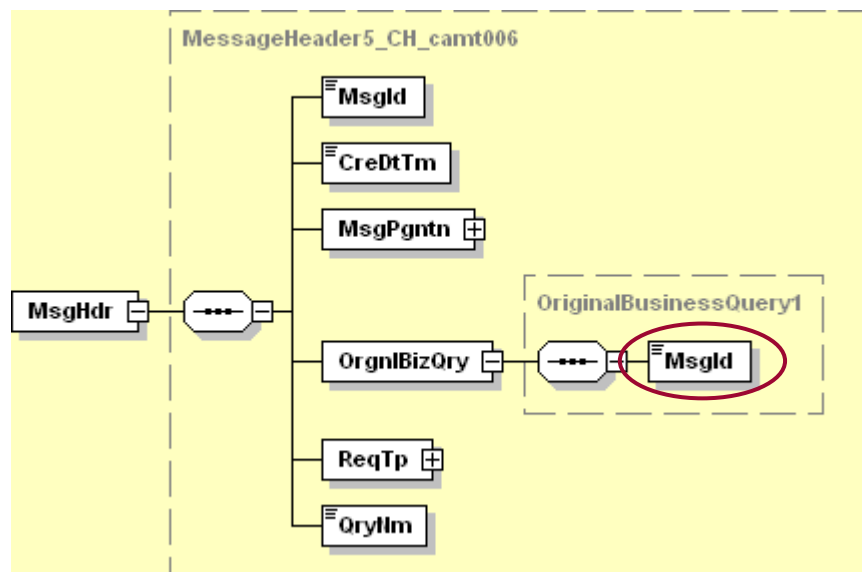 MessageHeader5_CH_camt006
MsgId
CreDtTm
MsgPgntn
MsgHdr
OriginalBusinessQuery1
OrgnlBizQry
MsgId
ReqTp
QryNm